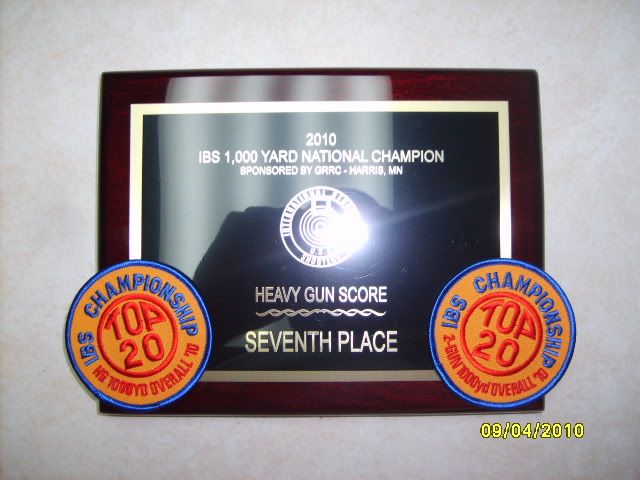 2010
IBS 1,000 YARD NATIONAL CHAMPION
SPONSORED BY GRRC - HARRIS, MN
INTERNATIONAL
HEAVY GUN SCORE
SEVENTH PLACE
IBS CHAMPIONSHIP
TOP
20
HG 1000YD OVERALL '10
IBS CHAMPIONSHIP
TOP
20
2-GUN 1000yd OVERALL '10
09/04/2010